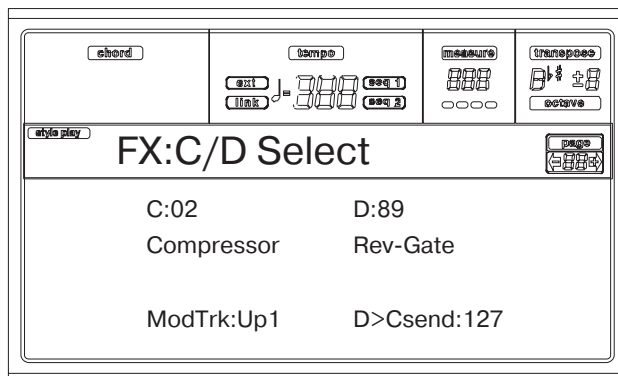 chord tempo measure transpose
ext seq 1
link seq 2 octave
style play FX:C/D Select page
C:02 D:89
Compressor Rev-Gate
ModTrk:Up1 D>Csend:127